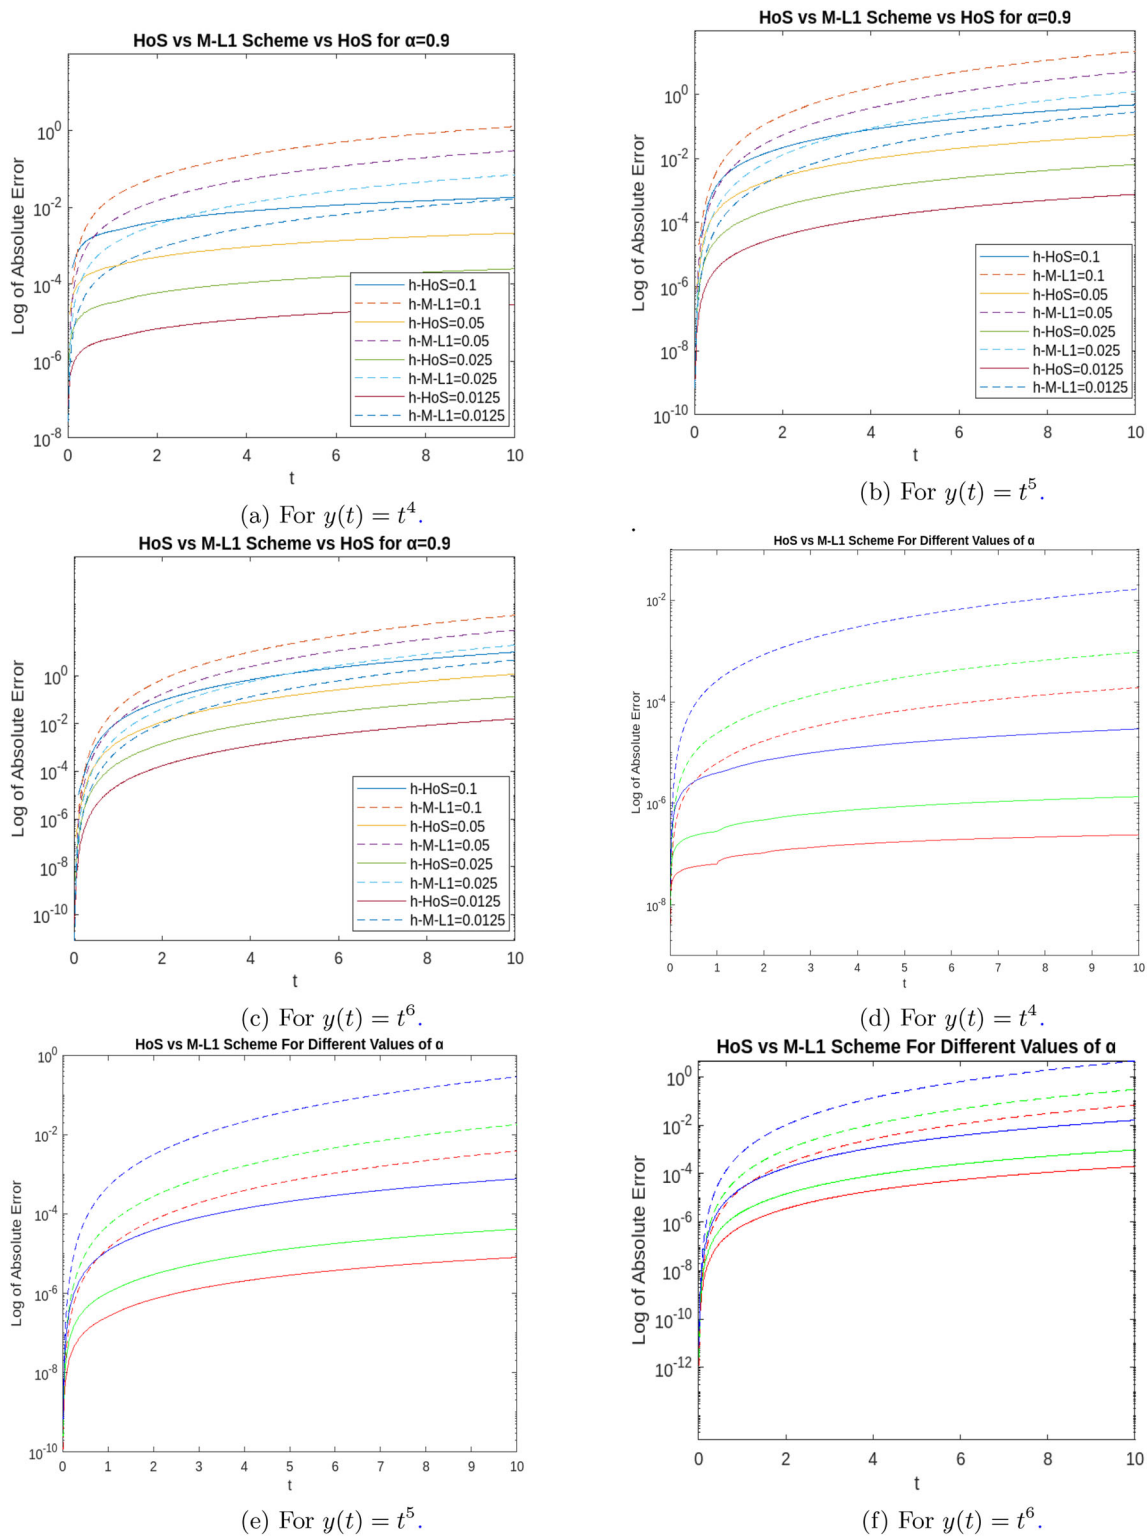 HoS vs M-L1 Scheme vs HoS for α=0.9
Log of Absolute Error
10^0
10^-2
10^-4
10^-6
10^-8
h-HoS=0.1
h-M-L1=0.1
h-HoS=0.05
h-M-L1=0.05
h-HoS=0.025
h-M-L1=0.025
h-HoS=0.0125
h-M-L1=0.0125
0 2 4 6 8 10
t
(a) For y(t) = t^4.
HoS vs M-L1 Scheme vs HoS for α=0.9
Log of Absolute Error
10^0
10^-2
10^-4
10^-6
10^-8
10^-10
h-HoS=0.1
h-M-L1=0.1
h-HoS=0.05
h-M-L1=0.05
h-HoS=0.025
h-M-L1=0.025
h-HoS=0.0125
h-M-L1=0.0125
0 2 4 6 8 10
t
(b) For y(t) = t^5.
.
HoS vs M-L1 Scheme vs HoS for α=0.9
Log of Absolute Error
10^0
10^-2
10^-4
10^-6
10^-8
10^-10
h-HoS=0.1
h-M-L1=0.1
h-HoS=0.05
h-M-L1=0.05
h-HoS=0.025
h-M-L1=0.025
h-HoS=0.0125
h-M-L1=0.0125
0 2 4 6 8 10
t
(c) For y(t) = t^6.
HoS vs M-L1 Scheme For Different Values of α
Log of Absolute Error
10^-2
10^-4
10^-6
10^-8
0 1 2 3 4 5 6 7 8 9 10
t
(d) For y(t) = t^4.
HoS vs M-L1 Scheme For Different Values of α
Log of Absolute Error
10^0
10^-2
10^-4
10^-6
10^-8
10^-10
0 1 2 3 4 5 6 7 8 9 10
t
(e) For y(t) = t^5.
HoS vs M-L1 Scheme For Different Values of α
Log of Absolute Error
10^0
10^-2
10^-4
10^-6
10^-8
10^-10
10^-12
0 2 4 6 8 10
t
(f) For y(t) = t^6.